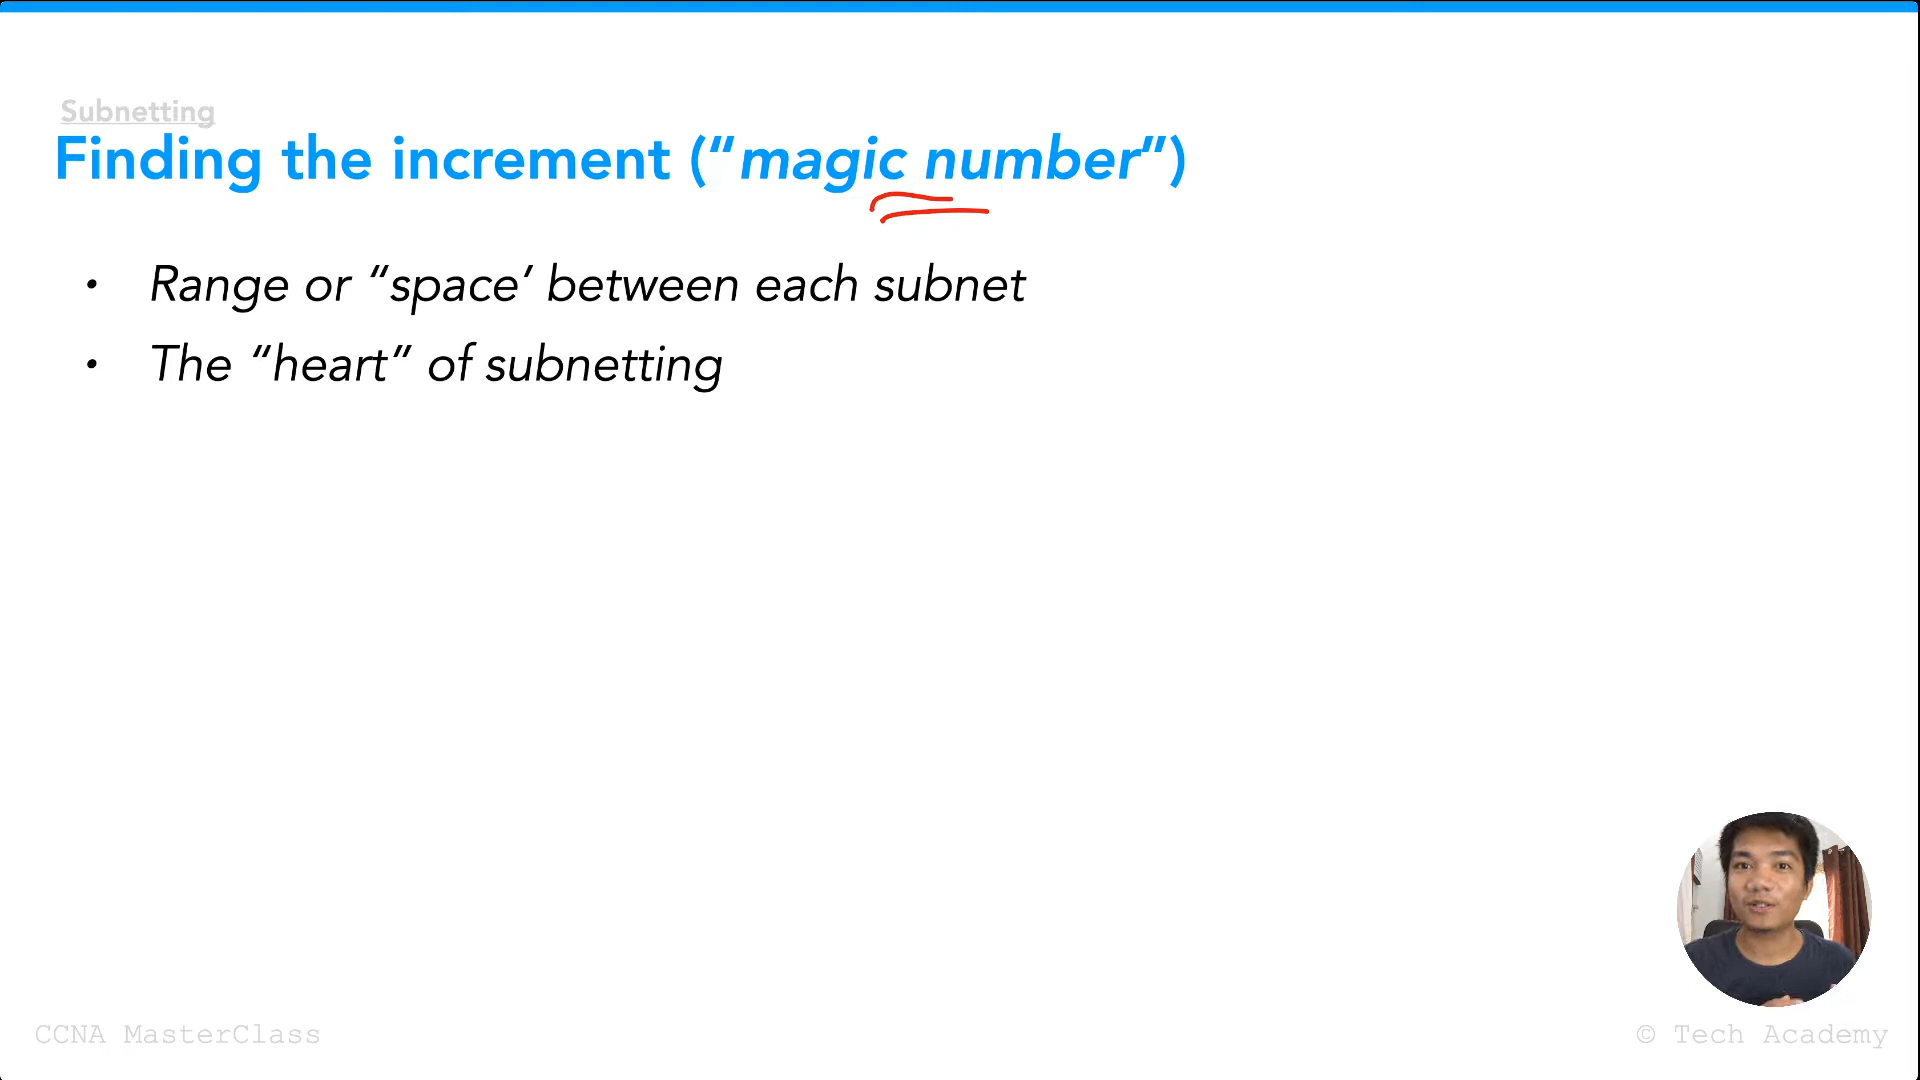 Subnetting
Finding the increment (“magic number”)
• Range or “space’ between each subnet
• The “heart” of subnetting
CCNA MasterClass
© Tech Academy